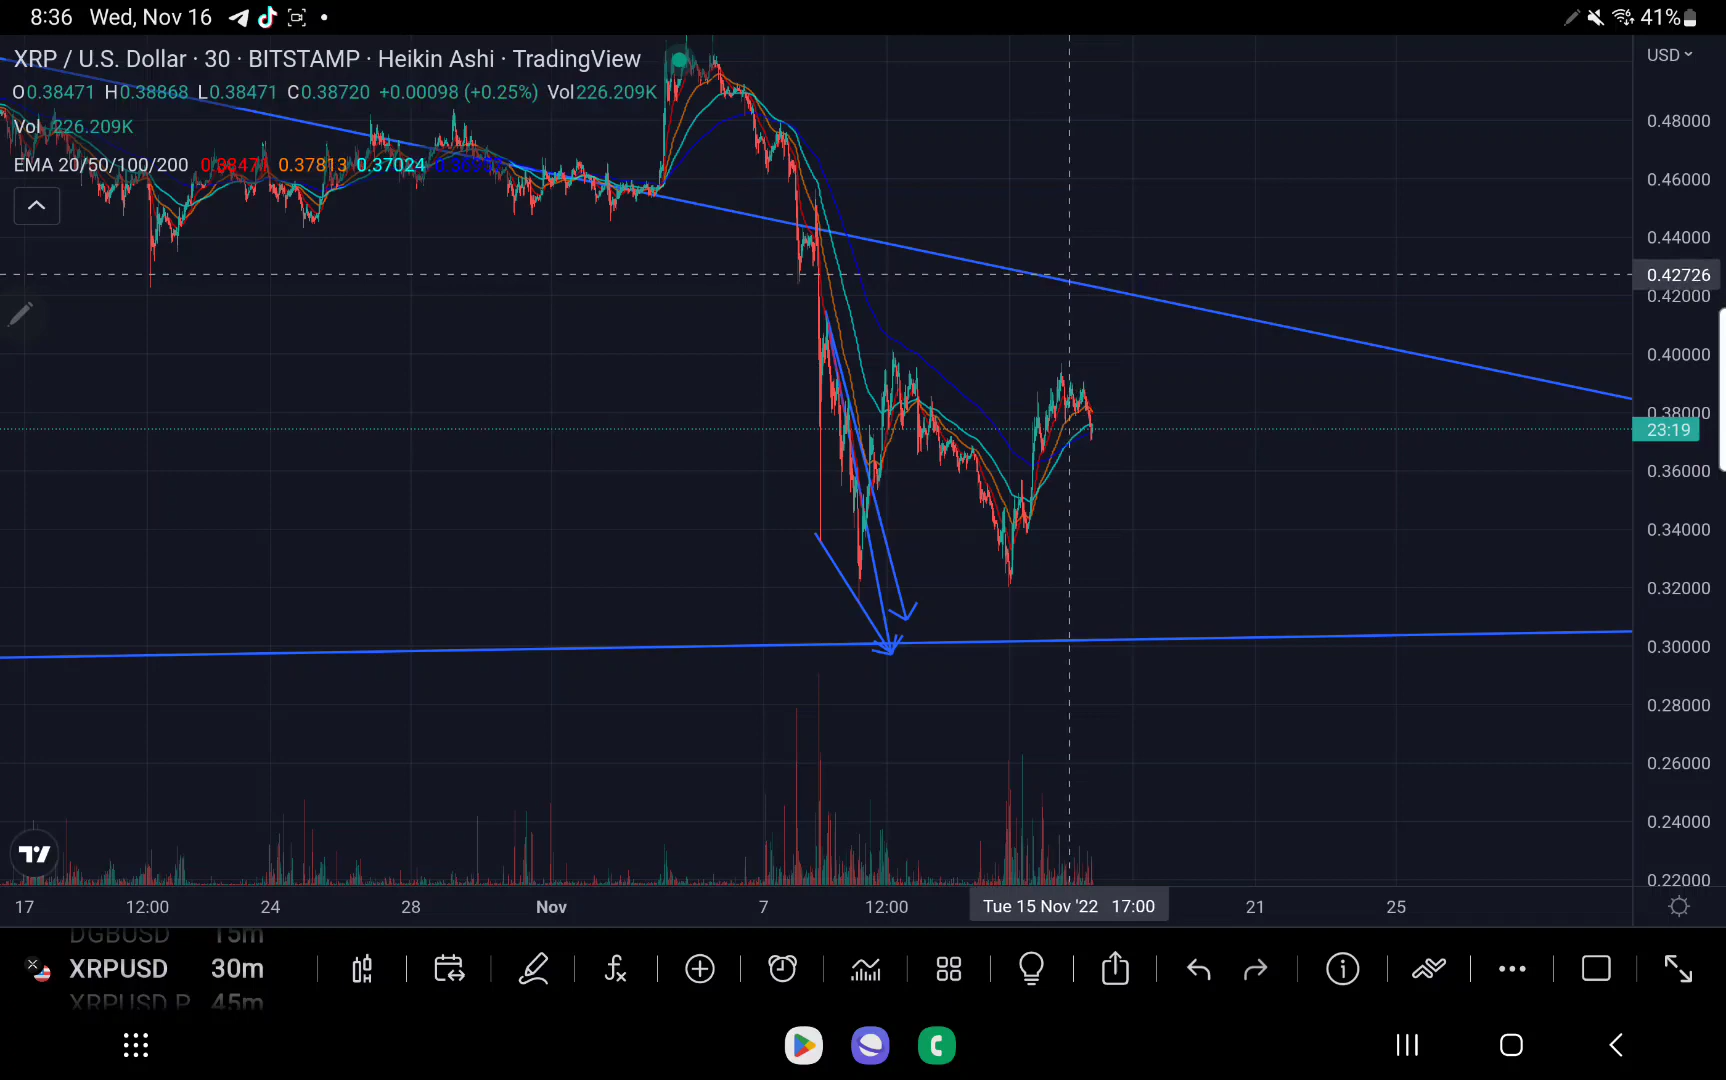 8:36 Wed, Nov 16
41%
XRP / U.S. Dollar · 30 · BITSTAMP · Heikin Ashi · TradingView
USD
O0.38471 H0.38868 L0.38471 C0.38720 +0.00098 (+0.25%) Vol226.209K
Vol 226.209K
EMA 20/50/100/200 0.37813 0.37024
0.48000
0.46000
0.44000
0.42726
0.42000
0.40000
0.38000
23:19
0.36000
0.34000
0.32000
0.30000
0.28000
0.26000
0.24000
0.22000
17 12:00 24 28 Nov 7 12:00 Tue 15 Nov '22 17:00 21 25
DGBUSD 15m
XRPUSD 30m
XRPUSD P 45m